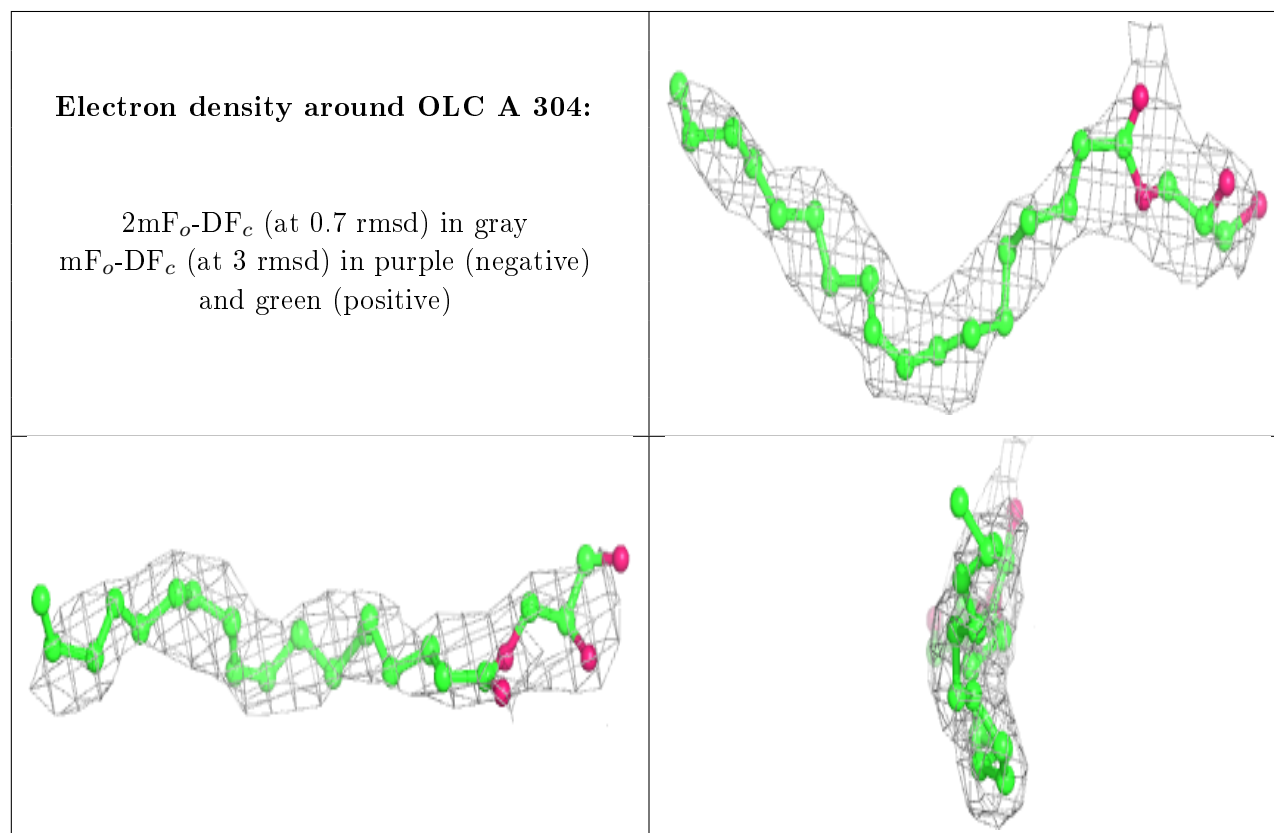 Electron density around OLC A 304:
2mFₒ-DF𝒸 (at 0.7 rmsd) in gray
mFₒ-DF𝒸 (at 3 rmsd) in purple (negative)
and green (positive)